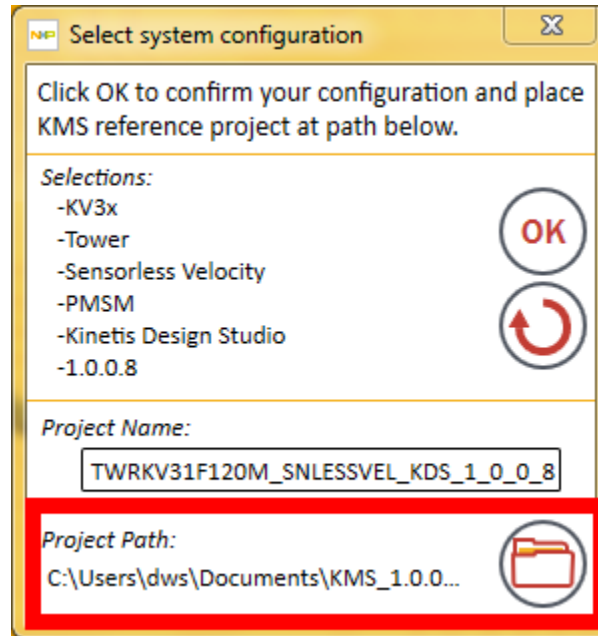 NXP Select system configuration
Click OK to confirm your configuration and place
KMS reference project at path below.
Selections:
-KV3x
-Tower
-Sensorless Velocity
-PMSM
-Kinetis Design Studio
-1.0.0.8
OK
Project Name:
TWRKV31F120M_SNLESSVEL_KDS_1_0_0_8
Project Path:
C:\Users\dws\Documents\KMS_1.0.0...